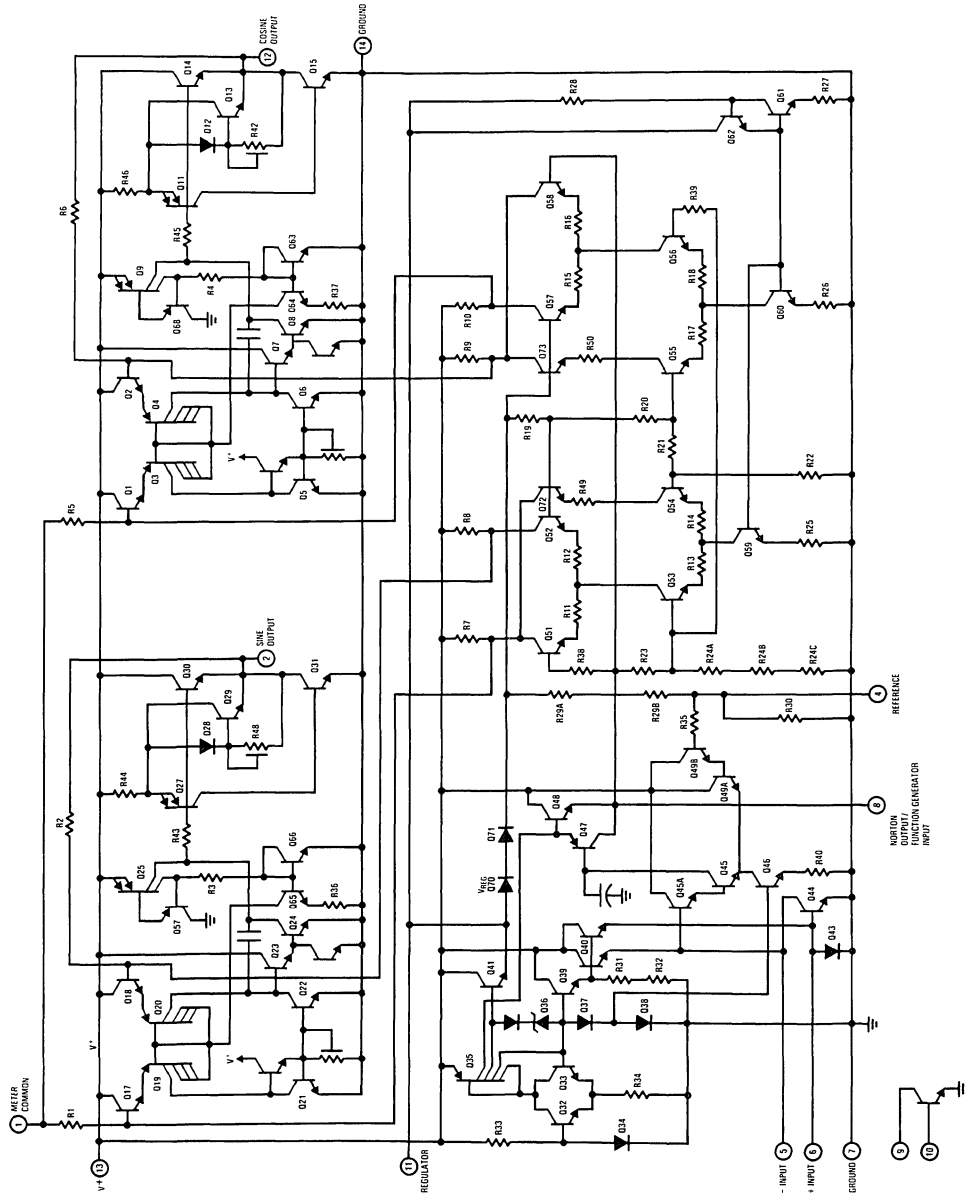 - INPUT 5
+ INPUT 6
GROUND 7
9
10
V+ 13
11
REGULATOR
1
METER
COMMON
R33
R1
Q34
Q32
Q33
R34
Q35
Q21
V'
Q22
Q19
Q20
Q17
Q18
V'
R2
Q36
Q37
Q38
Q41
Q39
Q40
R31
R32
Q23
Q24
Q65
Q66
R36
R3
Q57
Q25
Q43
Q44
R40
Q46
Q45
Q45A
Q47
Q48
VREG
Q70
Q71
R43
Q27
R44
Q28
Q29
R48
Q30
Q31
SINE
OUTPUT
2
NORTON
OUTPUT/
FUNCTION GENERATOR
INPUT
8
Q49A
Q49B
R35
R29A
R29B
R30
REFERENCE
4
R7
R8
R38
R23
R24A
R24B
R24C
Q51
R11
R12
Q52
Q72
R49
Q53
R13
R14
Q54
Q59
R25
R22
R21
R20
R19
R5
Q1
Q2
Q3
Q4
Q5
V'
Q6
Q7
Q8
Q64
Q63
R37
R4
Q68
Q9
R6
R9
R10
Q73
R50
Q57
R15
R16
Q58
Q55
R17
R18
Q56
R39
Q60
R26
R45
Q11
R46
Q12
Q13
R42
Q14
Q15
COSINE
OUTPUT
12
14 GROUND
R28
Q62
Q61
R27